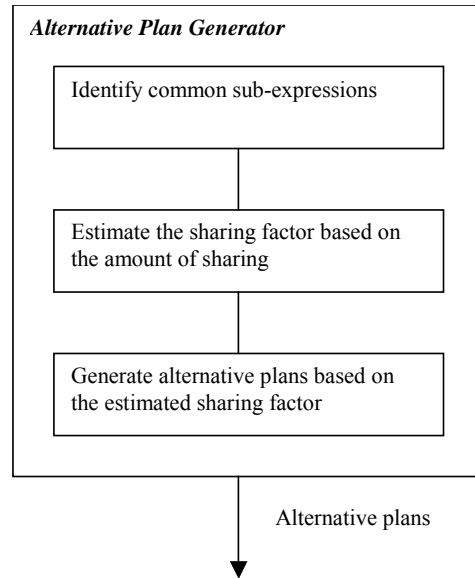 Alternative Plan Generator
Identify common sub-expressions
Estimate the sharing factor based on
the amount of sharing
Generate alternative plans based on
the estimated sharing factor
Alternative plans